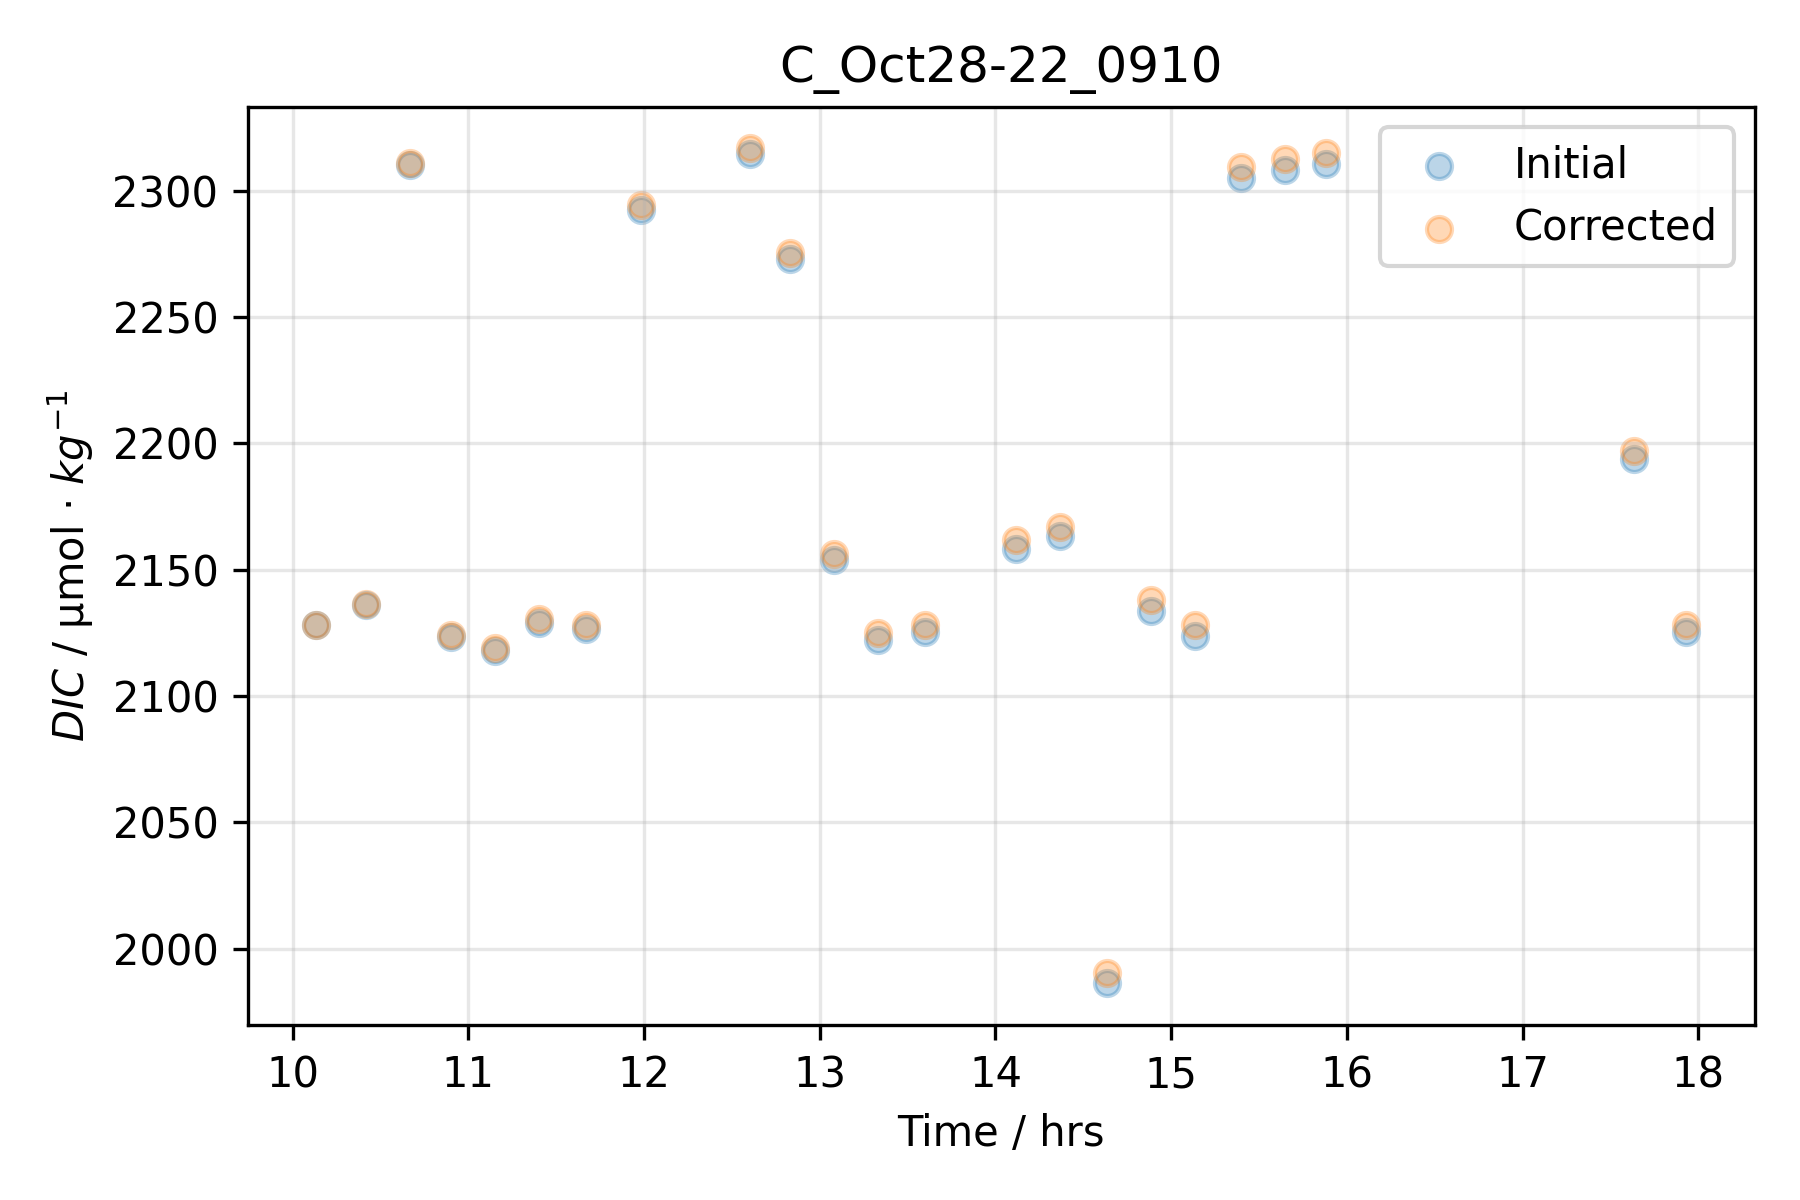 C_Oct28-22_0910
Initial
Corrected
2300
2250
2200
2150
2100
2050
2000
DIC / µmol · kg⁻¹
10 11 12 13 14 15 16 17 18
Time / hrs